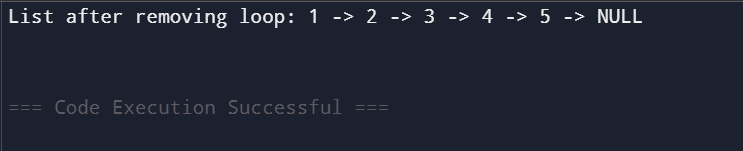 List after removing loop: 1 -> 2 -> 3 -> 4 -> 5 -> NULL
=== Code Execution Successful ===